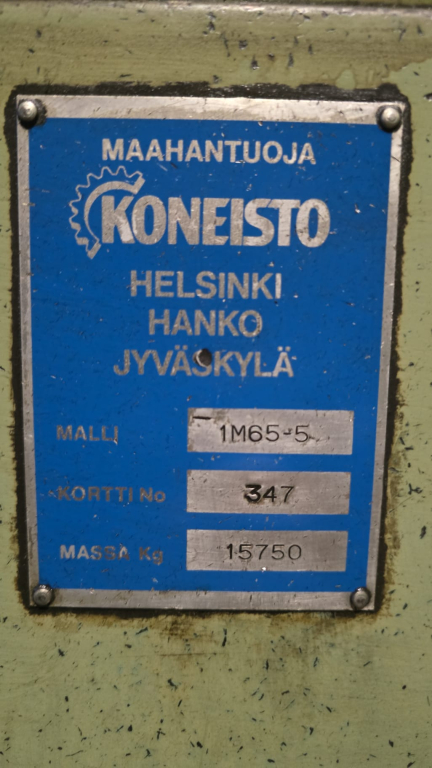 MAAHANTUOJA
KONEISTO
HELSINKI
HANKO
JYVÄSKYLÄ
MALLI 1M65-5
KORTTI No 347
MASSA Kg 15750